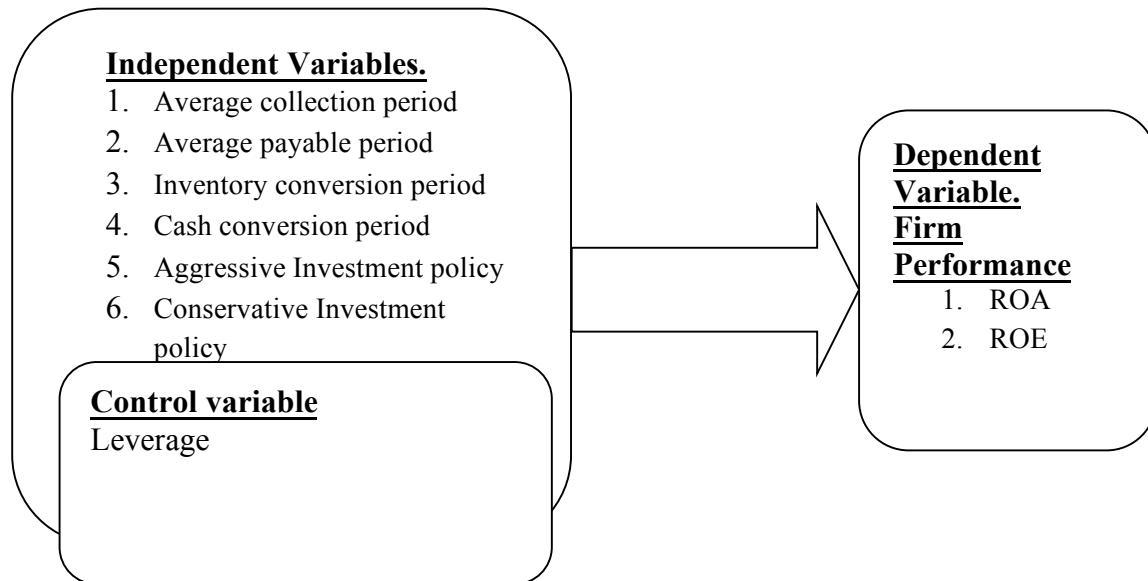 Independent Variables.
1. Average collection period
2. Average payable period
3. Inventory conversion period
4. Cash conversion period
5. Aggressive Investment policy
6. Conservative Investment
policy
Control variable
Leverage
Dependent
Variable.
Firm
Performance
1. ROA
2. ROE